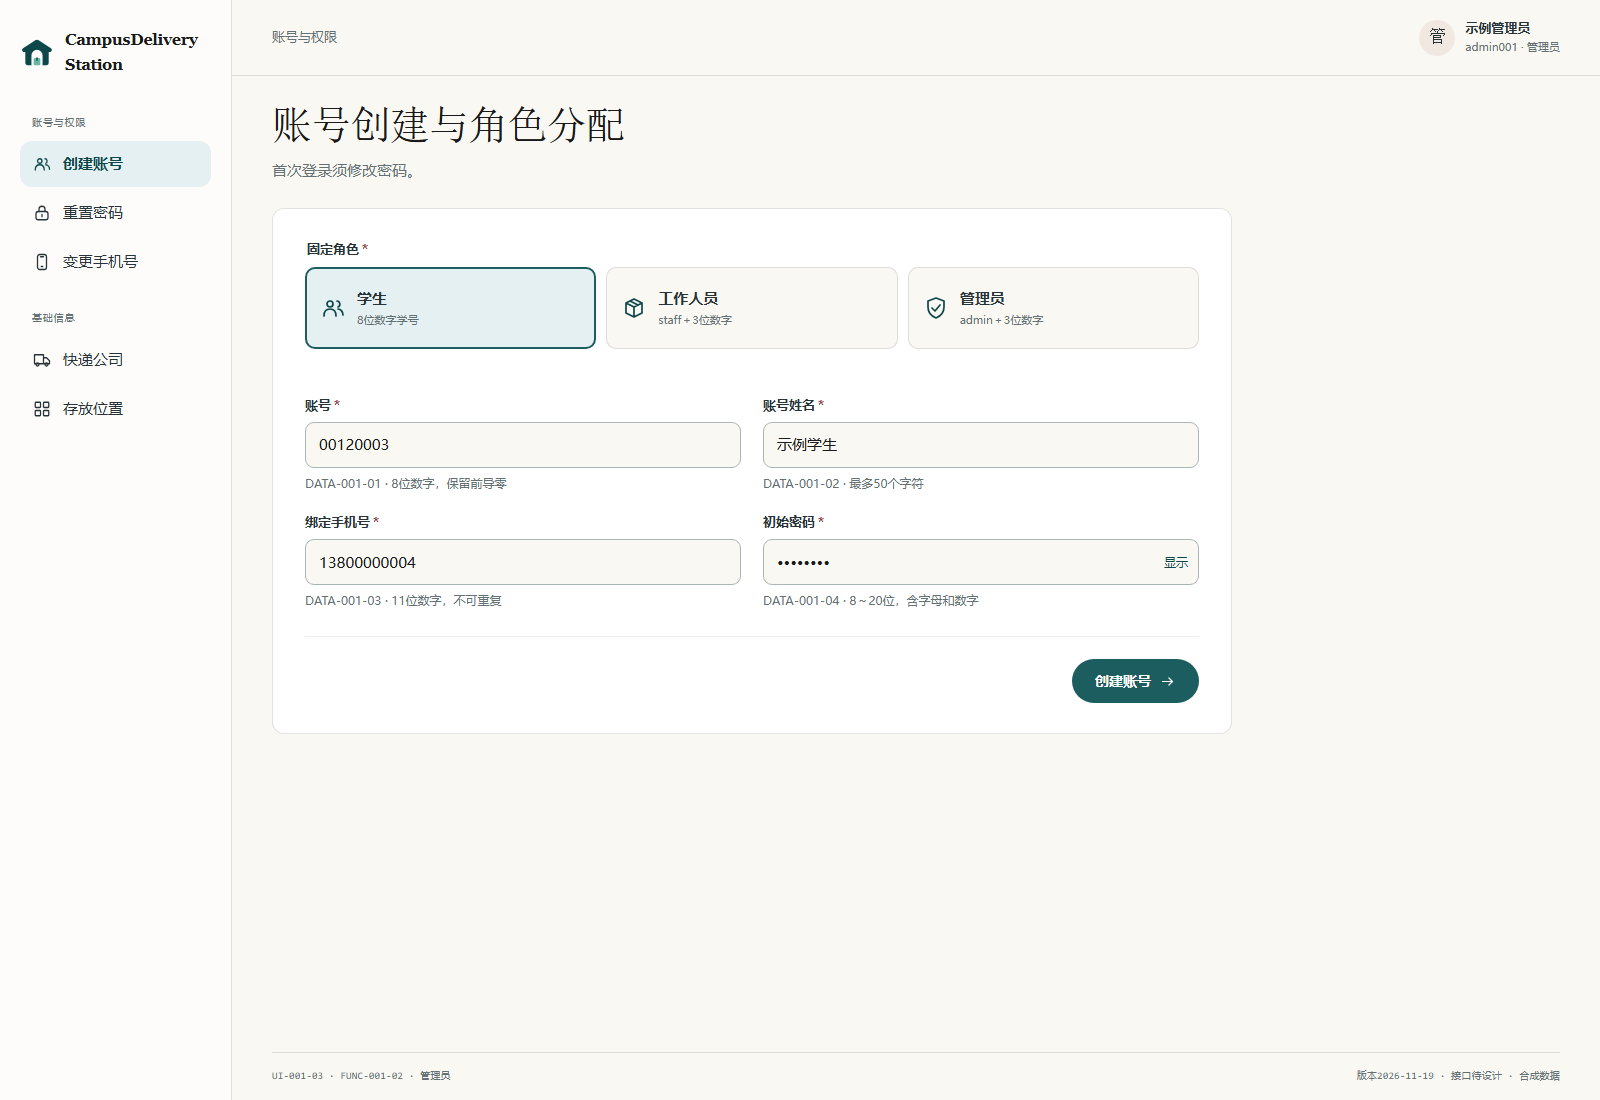 CampusDelivery
Station
账号与权限
创建账号
重置密码
变更手机号
基础信息
快递公司
存放位置
账号与权限
管
示例管理员
admin001 · 管理员
账号创建与角色分配
首次登录须修改密码。
固定角色 *
学生
8位数字学号
工作人员
staff + 3位数字
管理员
admin + 3位数字
账号 *
00120003
DATA-001-01 · 8位数字，保留前导零
账号姓名 *
示例学生
DATA-001-02 · 最多50个字符
绑定手机号 *
13800000004
DATA-001-03 · 11位数字，不可重复
初始密码 *
••••••••
显示
DATA-001-04 · 8～20位，含字母和数字
创建账号 →
UI-001-03 · FUNC-001-02 · 管理员
版本2026-11-19 · 接口待设计 · 合成数据